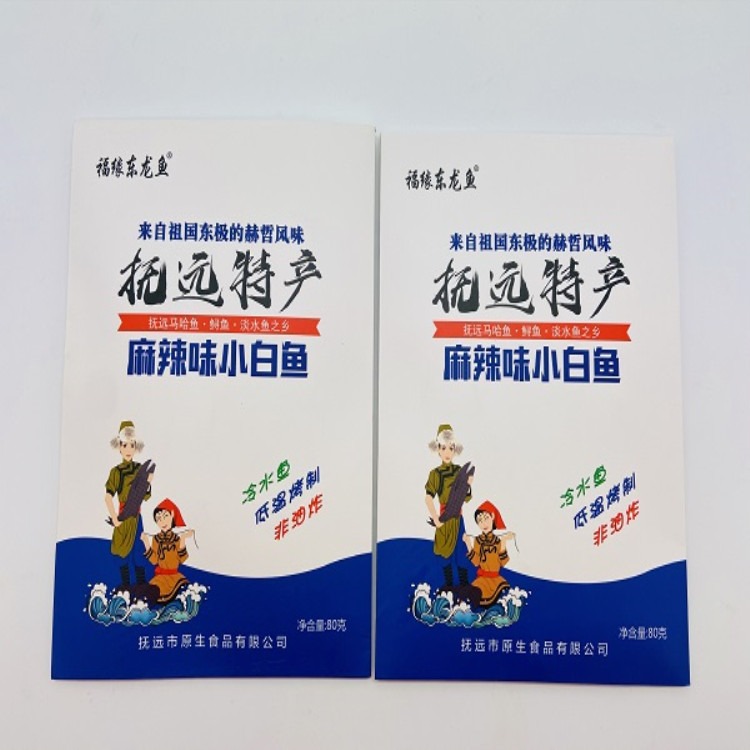 福缘东龙鱼®
来自祖国东极的赫哲风味
抚远特产
抚远马哈鱼·鲟鱼·淡水鱼之乡
麻辣味小白鱼
冷水鱼
低温烤制
非油炸
净含量:80克
抚远市原生食品有限公司
福缘东龙鱼®
来自祖国东极的赫哲风味
抚远特产
抚远马哈鱼·鲟鱼·淡水鱼之乡
麻辣味小白鱼
冷水鱼
低温烤制
非油炸
净含量:80克
抚远市原生食品有限公司